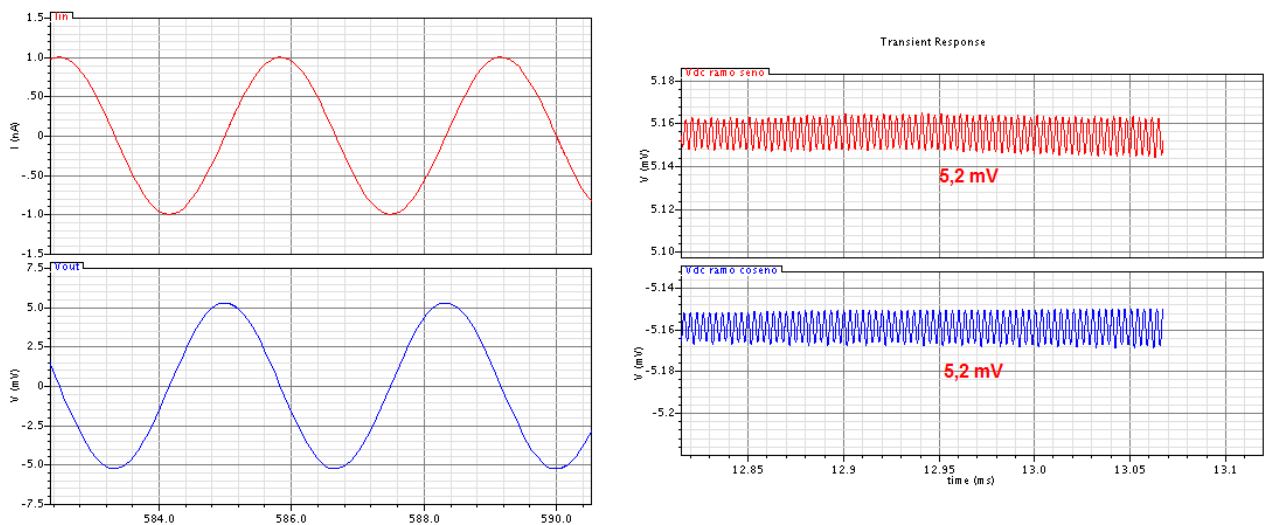 Iin
1.5
1.0
.50
0
-.50
-1.0
-1.5
I (nA)
Vout
7.5
5.0
2.5
0
-2.5
-5.0
-7.5
V (mV)
584.0 586.0 588.0 590.0
Transient Response
Vdc ramo seno
5.18
5.16
5.14
5.12
5.10
V (mV)
5,2 mV
Vdc ramo coseno
-5.14
-5.16
-5.18
-5.2
V (mV)
5,2 mV
12.85 12.9 12.95 13.0 13.05 13.1
time (ms)